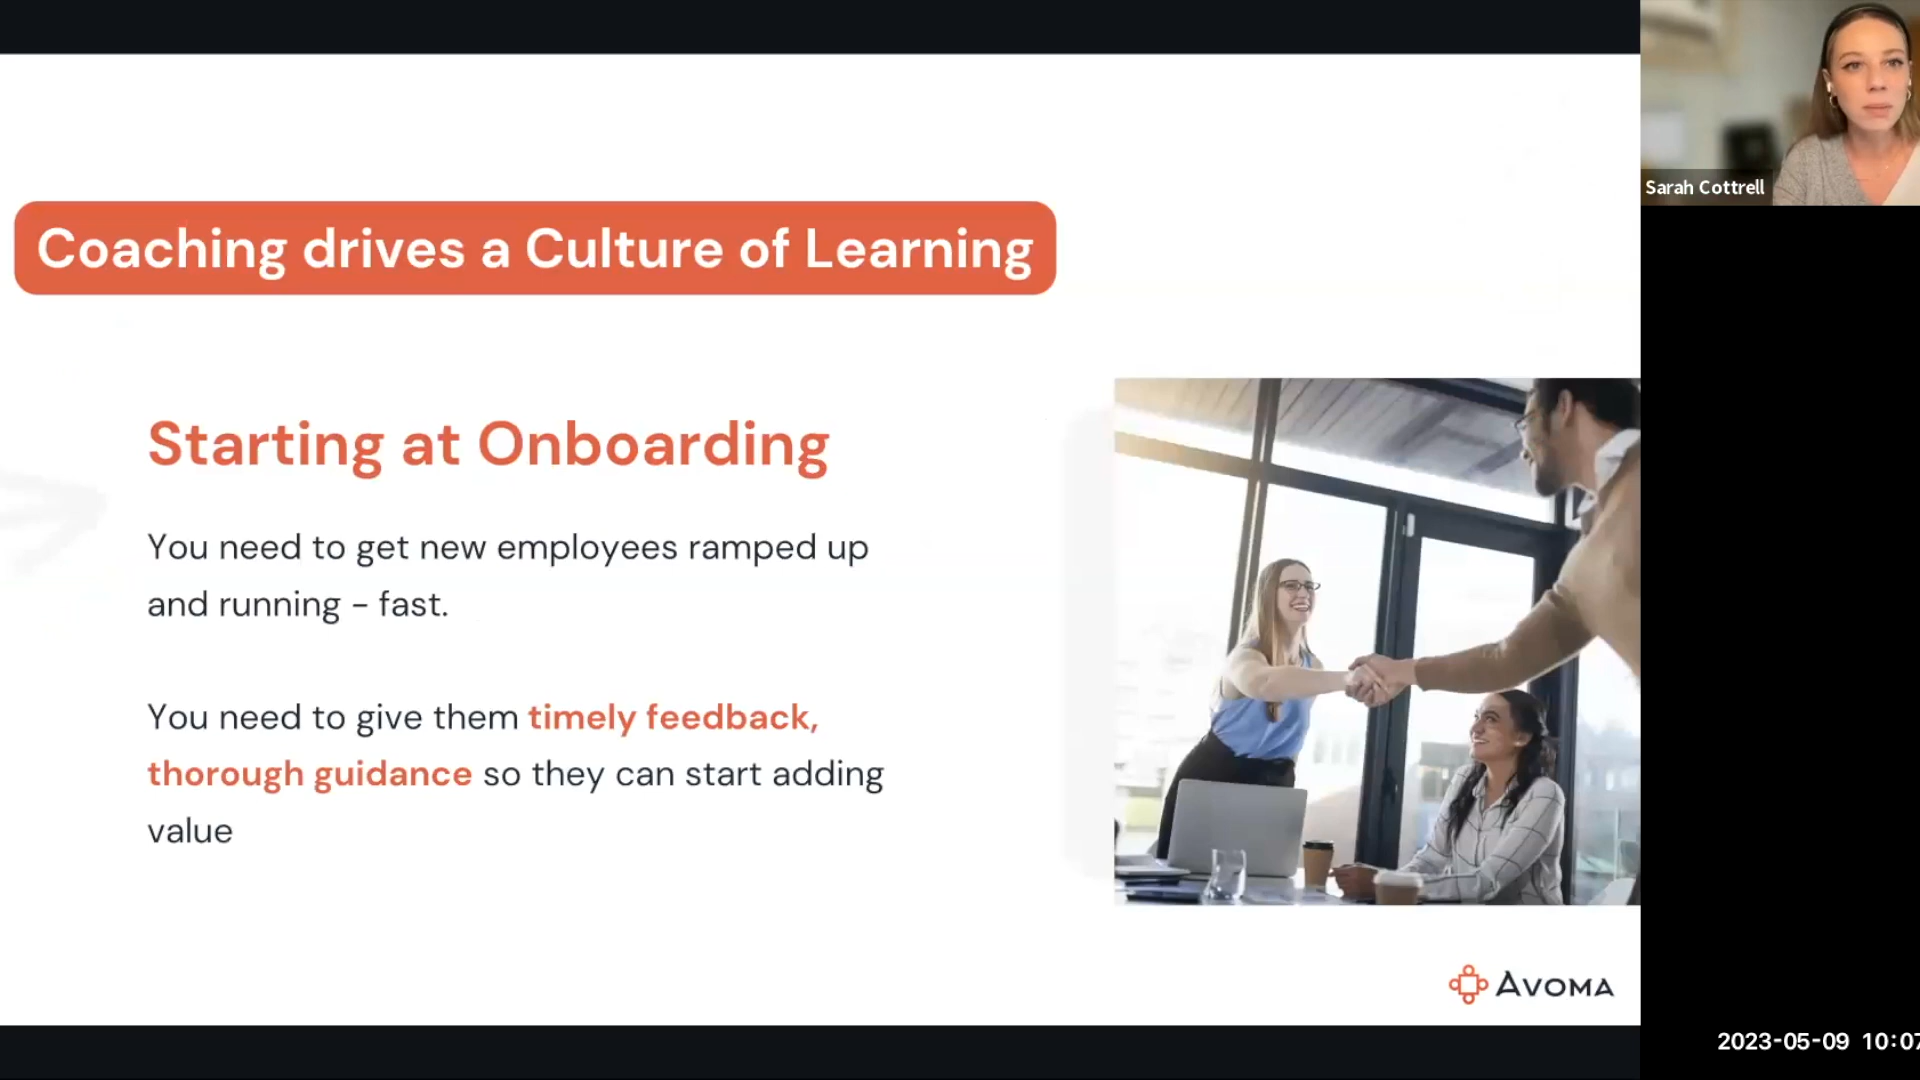 Coaching drives a Culture of Learning
Sarah Cottrell
Starting at Onboarding
You need to get new employees ramped up
and running - fast.
You need to give them timely feedback,
thorough guidance so they can start adding
value
AVOMA
2023-05-09 10:07